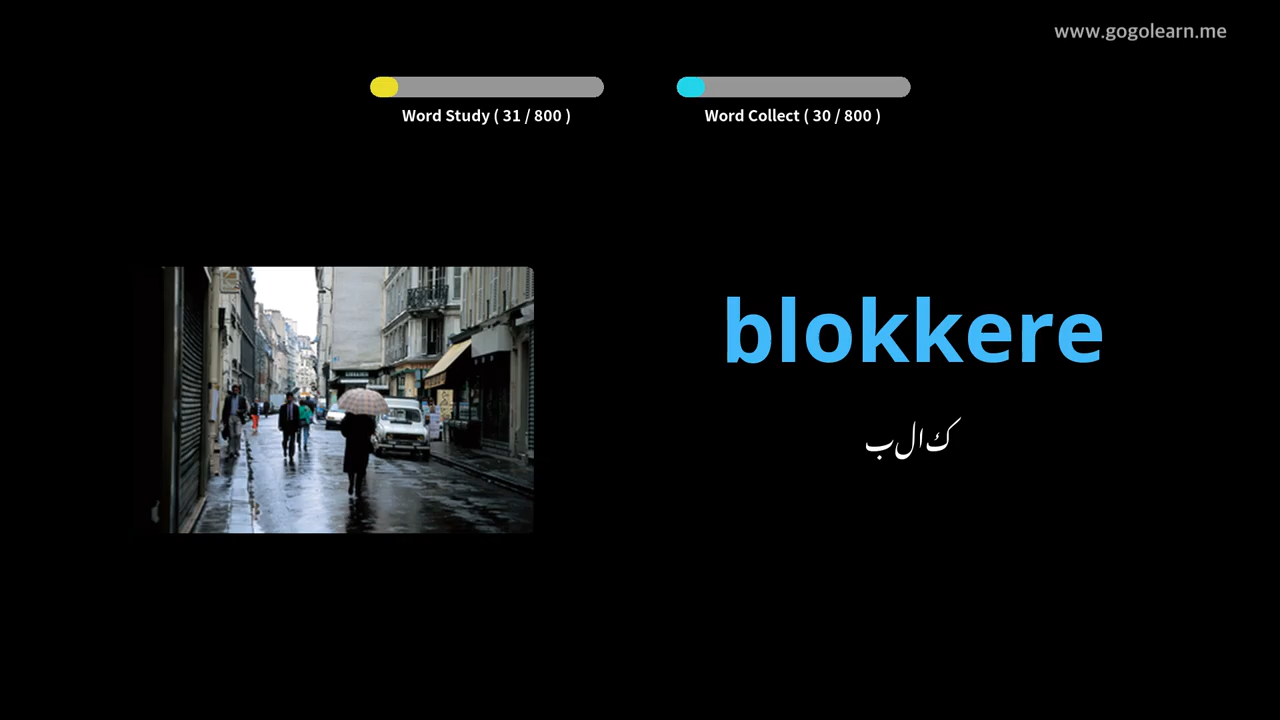 www.gogolearn.me
Word Study ( 31 / 800 )
Word Collect ( 30 / 800 )
blokkere
ك ال ب